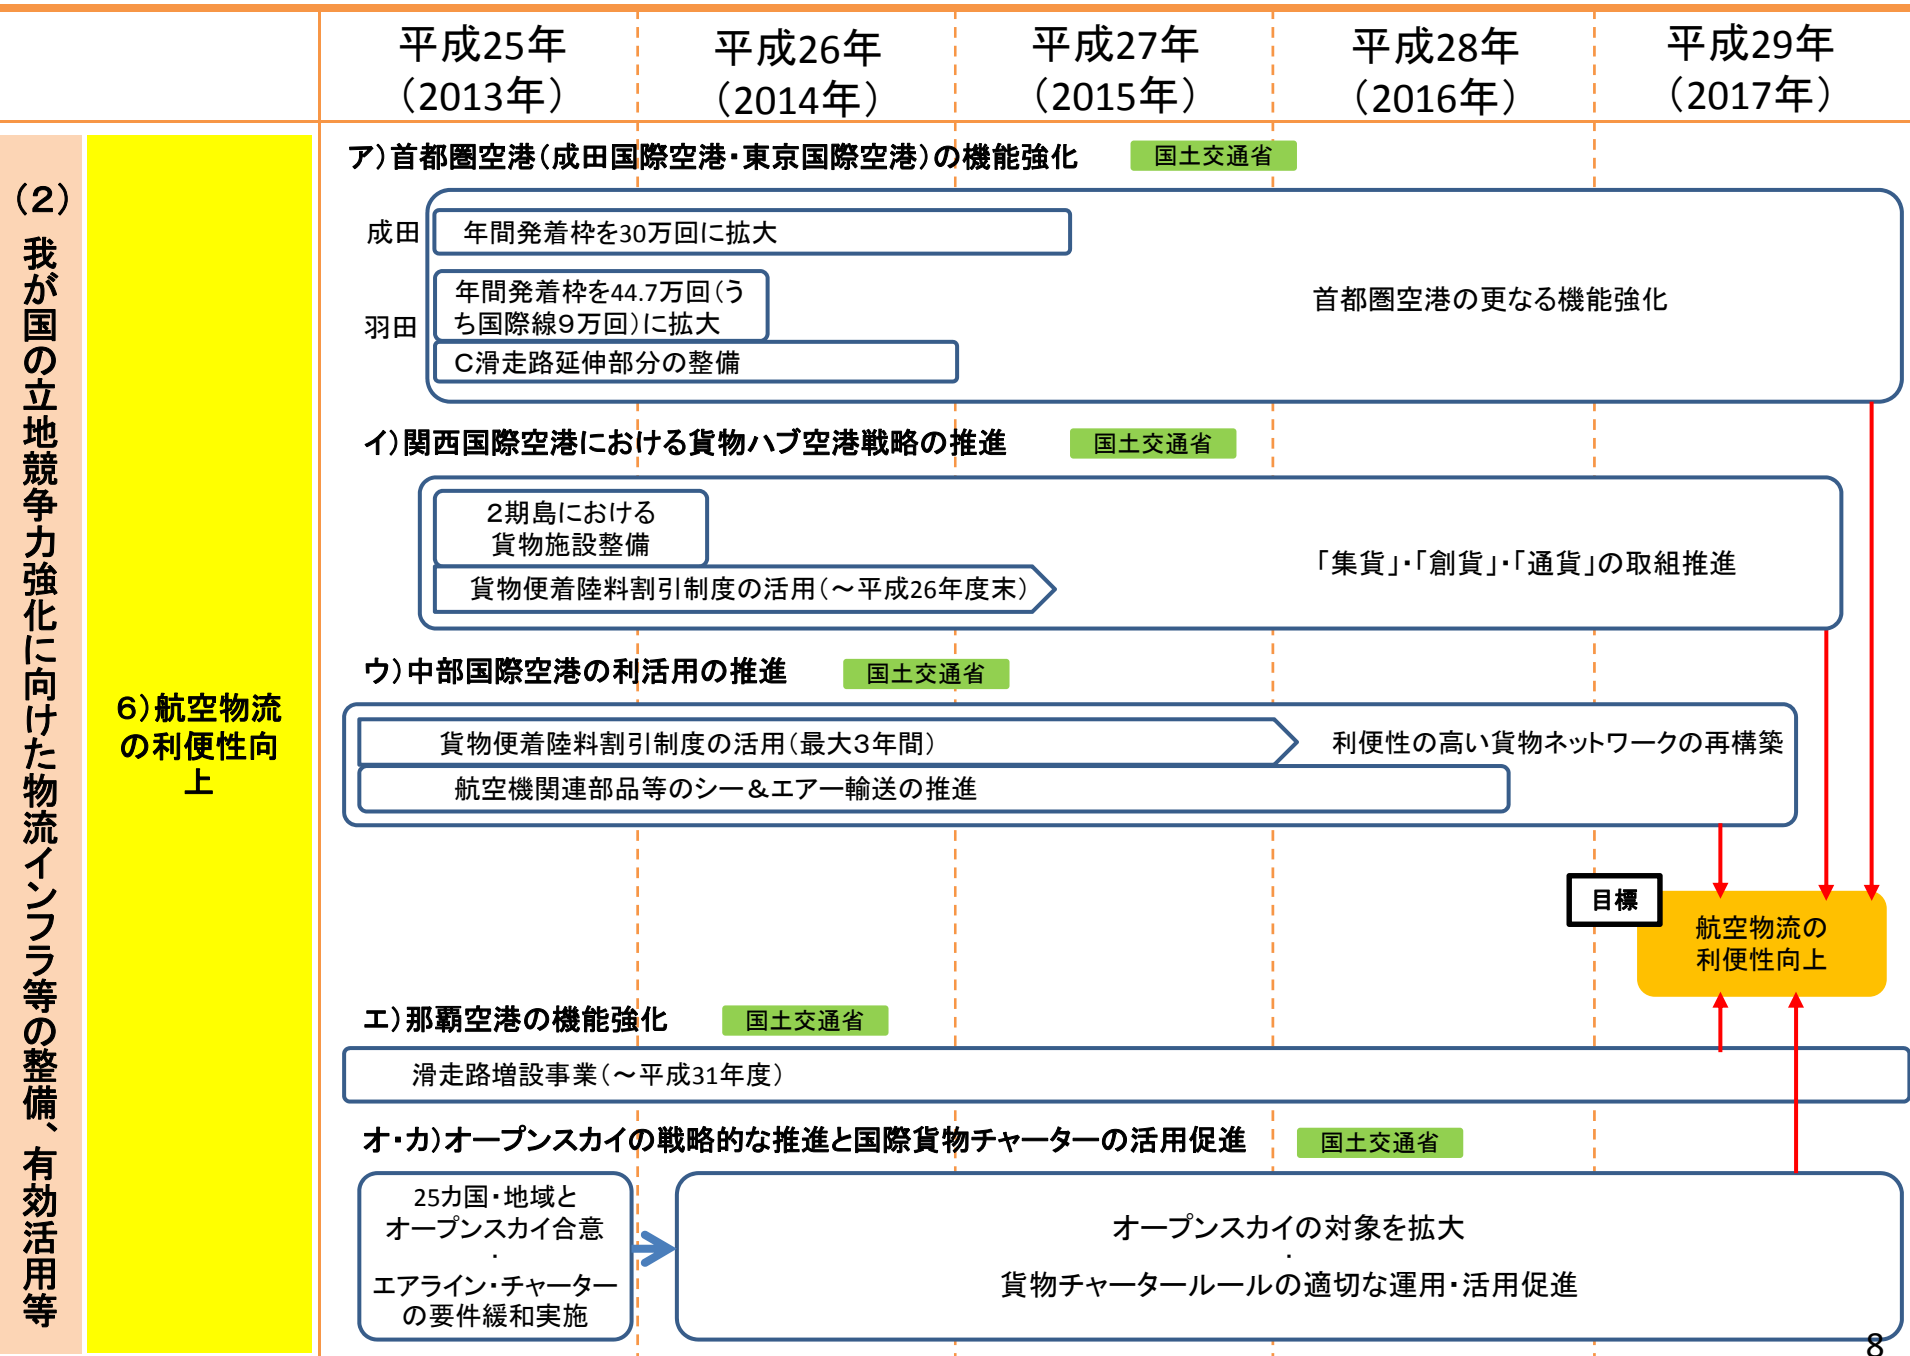 平成25年
（2013年）
平成26年
（2014年）
平成27年
（2015年）
平成28年
（2016年）
平成29年
（2017年）
（２）我が国の立地競争力強化に向けた物流インフラ等の整備、有効活用等
６）航空物流
の利便性向
上
ア）首都圏空港（成田国際空港・東京国際空港）の機能強化
国土交通省
成田
年間発着枠を30万回に拡大
羽田
年間発着枠を44.7万回（う
ち国際線９万回）に拡大
Ｃ滑走路延伸部分の整備
首都圏空港の更なる機能強化
イ）関西国際空港における貨物ハブ空港戦略の推進
国土交通省
２期島における
貨物施設整備
貨物便着陸料割引制度の活用（～平成26年度末）
「集貨」・「創貨」・「通貨」の取組推進
ウ）中部国際空港の利活用の推進
国土交通省
貨物便着陸料割引制度の活用（最大３年間）
利便性の高い貨物ネットワークの再構築
航空機関連部品等のシー＆エアー輸送の推進
目標
航空物流の
利便性向上
エ）那覇空港の機能強化
国土交通省
滑走路増設事業（～平成31年度）
オ・カ）オープンスカイの戦略的な推進と国際貨物チャーターの活用促進
国土交通省
25カ国・地域と
オープンスカイ合意
・
エアライン・チャーター
の要件緩和実施
オープンスカイの対象を拡大
・
貨物チャータールールの適切な運用・活用促進
8